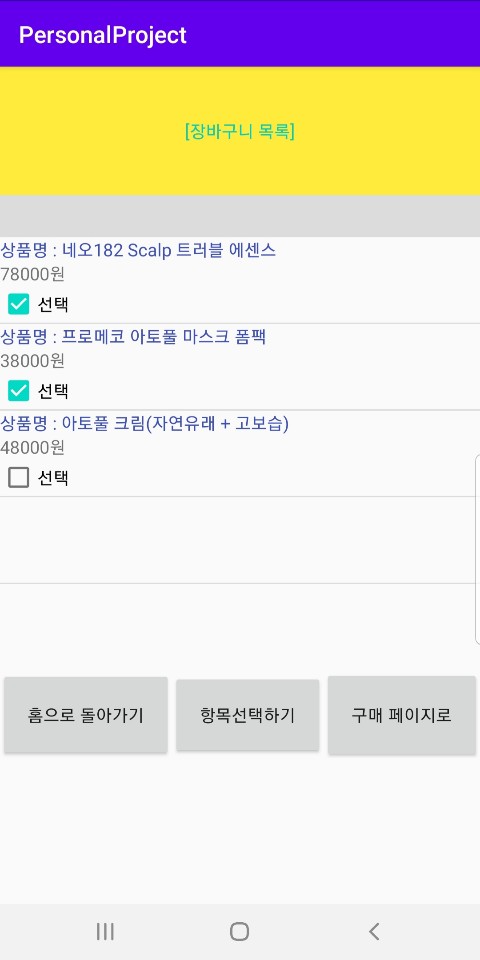 PersonalProject
[장바구니 목록]
상품명 : 네오182 Scalp 트러블 에센스
78000원
선택
상품명 : 프로메코 아토풀 마스크 폼팩
38000원
선택
상품명 : 아토풀 크림(자연유래 + 고보습)
48000원
선택
홈으로 돌아가기 항목선택하기 구매 페이지로